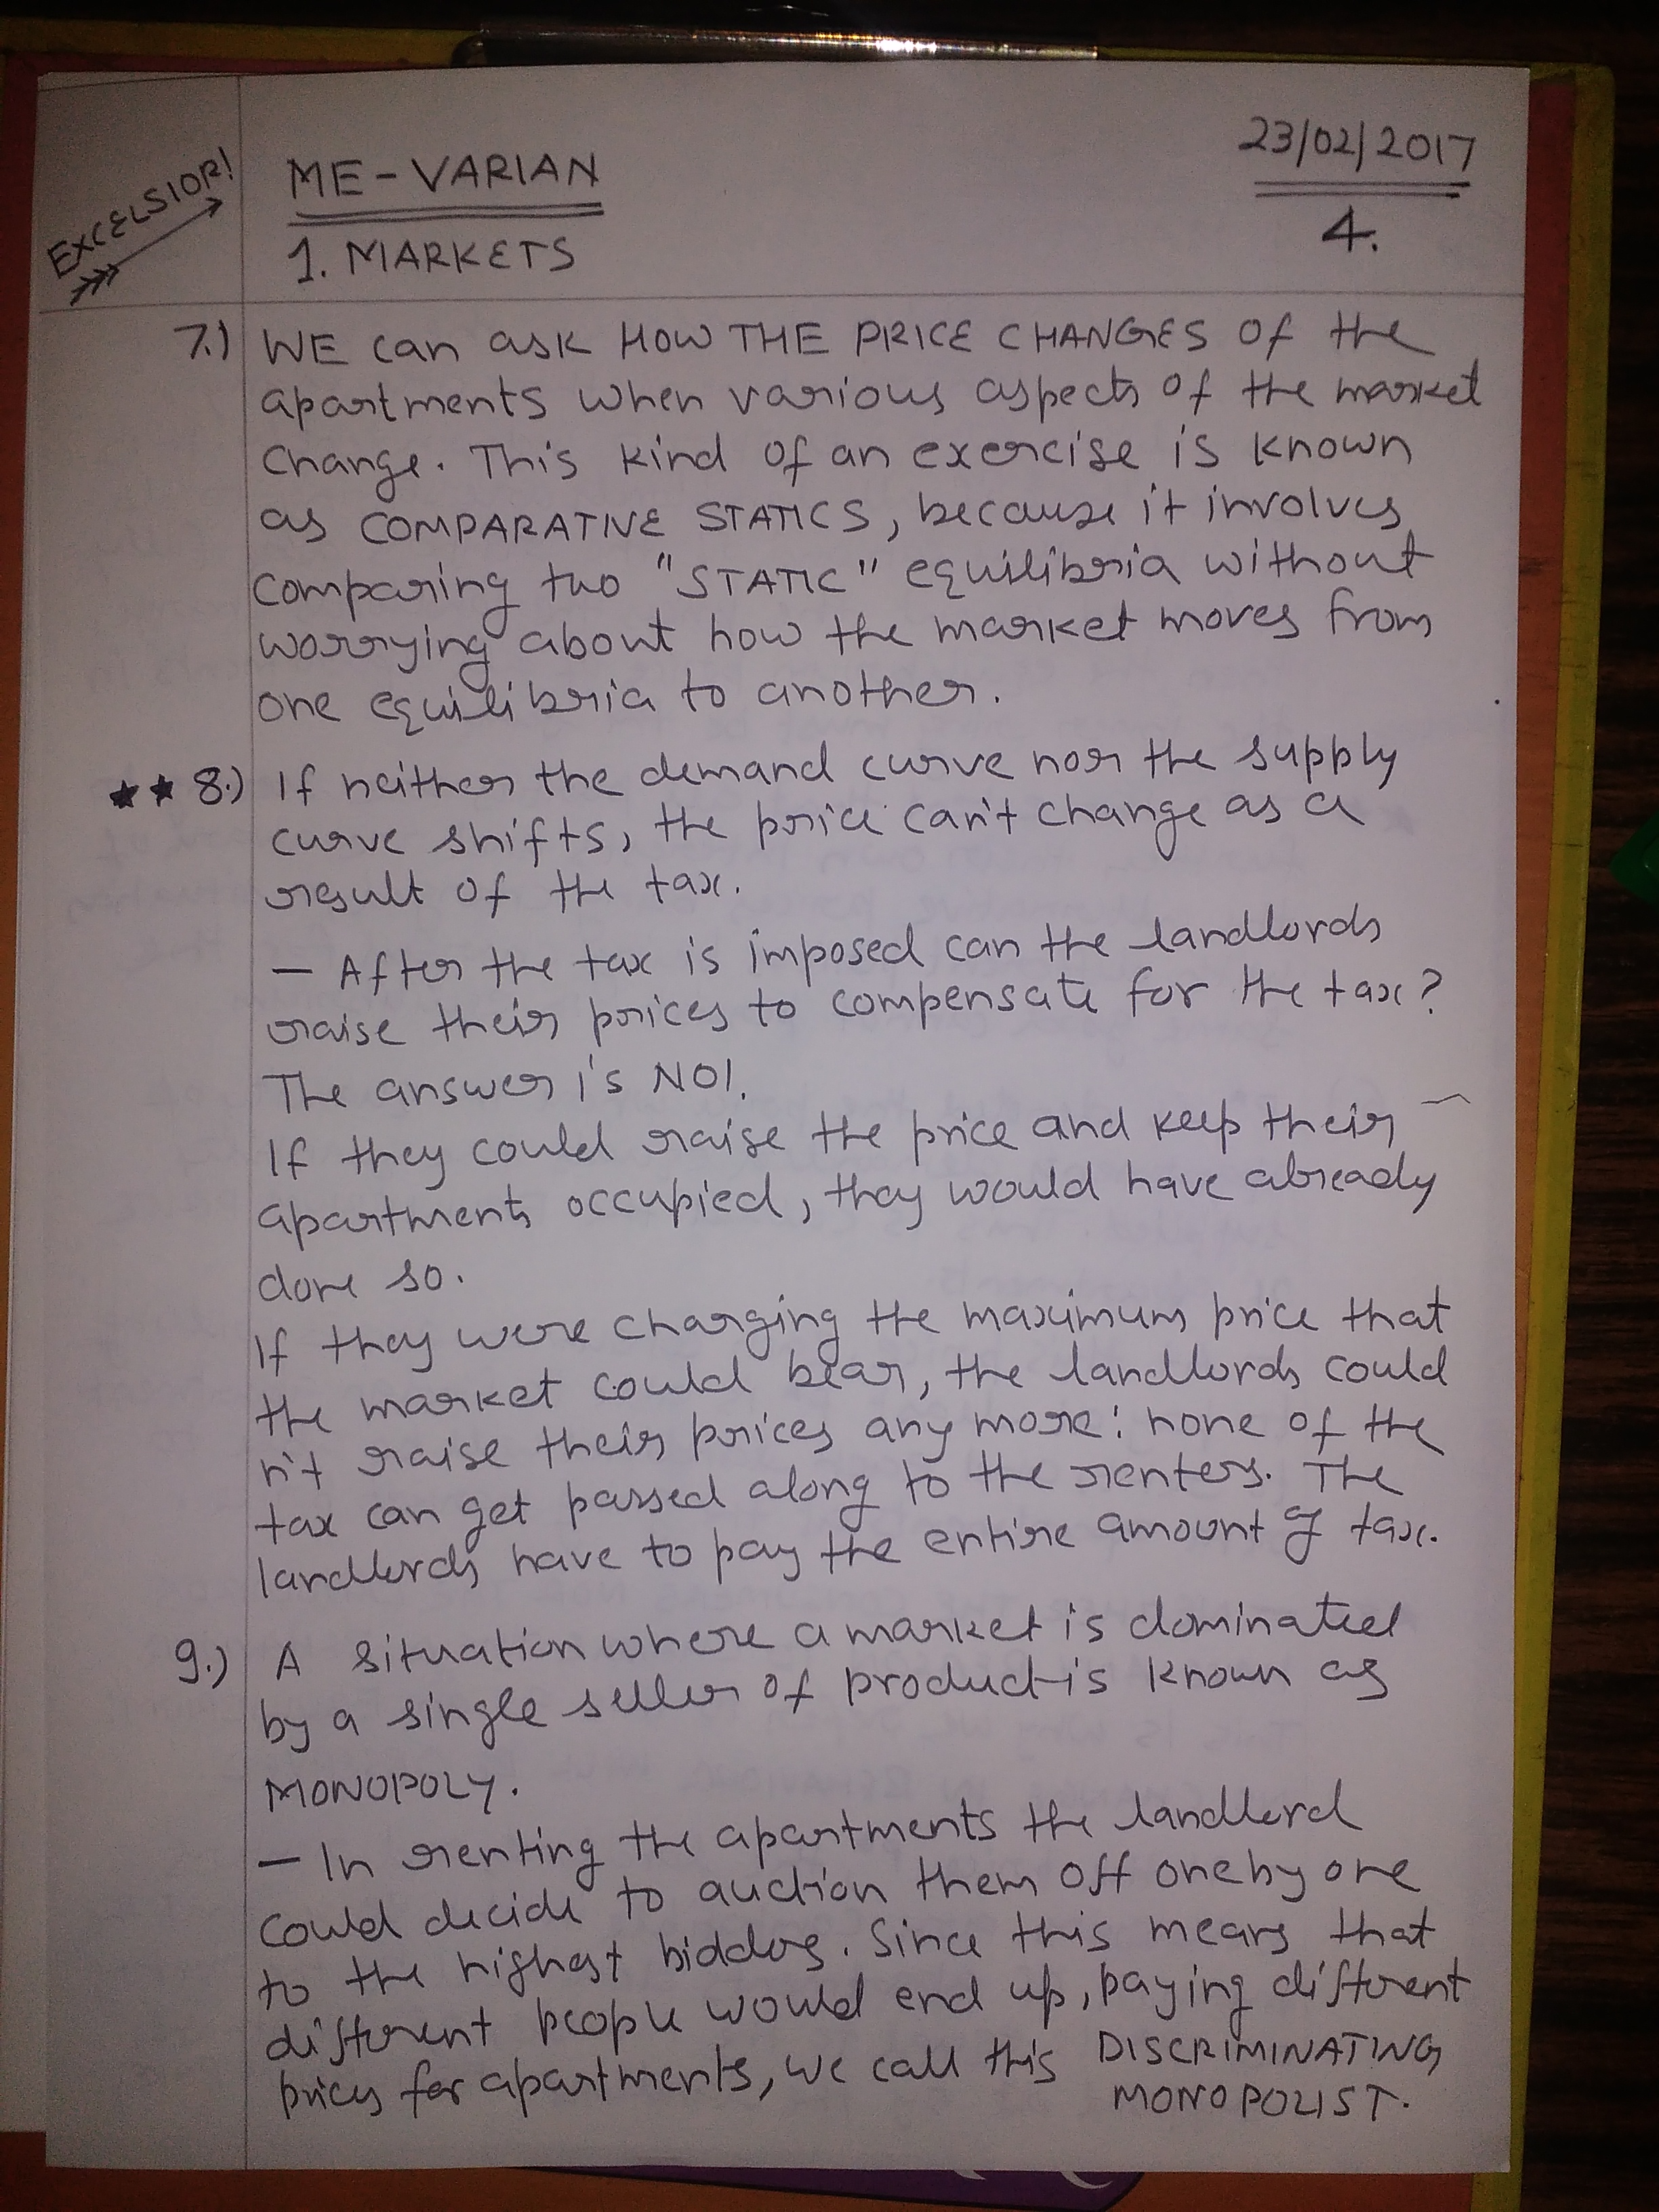 EXCELSIOR!
ME-VARIAN
1. MARKETS
23/02/2017
4.
7.) WE can ask HOW THE PRICE CHANGES of the
apartments when various aspects of the market
change. This kind of an exercise is known
as COMPARATIVE STATICS, because it involves
comparing two "STATIC" equilibria without
worrying about how the market moves from
one equilibria to another.
★★ 8.) If neither the demand curve nor the supply
curve shifts, the price can't change as a
result of the tax.
— After the tax is imposed can the landlords
raise their prices to compensate for the tax?
The answer is NO!.
If they could raise the price and keep their
apartments occupied, they would have already
done so.
If they were charging the maximum price that
the market could bear, the landlords could
n't raise their prices any more: none of the
tax can get passed along to the renters. The
landlords have to pay the entire amount of tax.
9.) A situation where a market is dominated
by a single seller of product is known as
MONOPOLY.
— In renting the apartments the landlord
could decide to auction them off one by one
to the highest bidders. Since this means that
different people would end up, paying different
prices for apartments, we call this DISCRIMINATING
MONOPOLIST.